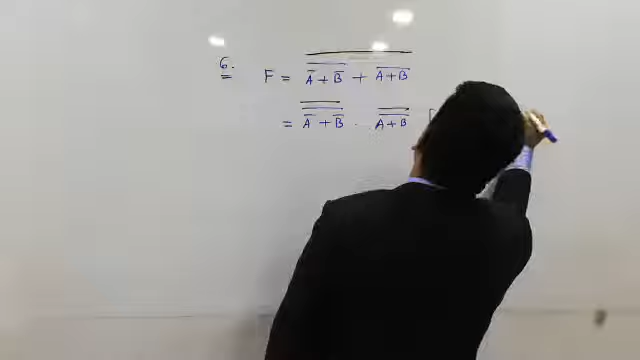 6. F = Ā + B̄ + A+B
= Ā + B̄ . A+B [